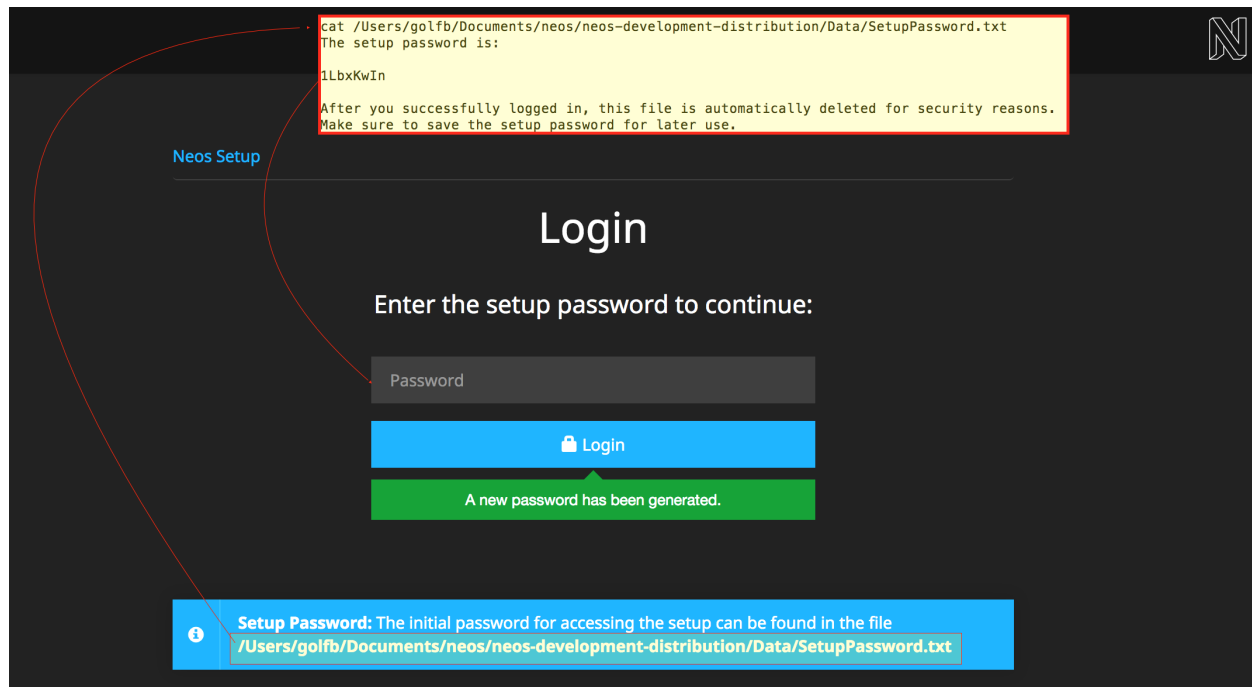 cat /Users/golfb/Documents/neos/neos-development-distribution/Data/SetupPassword.txt
The setup password is:
1LbxKwIn
After you successfully logged in, this file is automatically deleted for security reasons.
Make sure to save the setup password for later use.
Neos Setup
Login
Enter the setup password to continue:
Password
Login
A new password has been generated.
Setup Password: The initial password for accessing the setup can be found in the file
/Users/golfb/Documents/neos/neos-development-distribution/Data/SetupPassword.txt